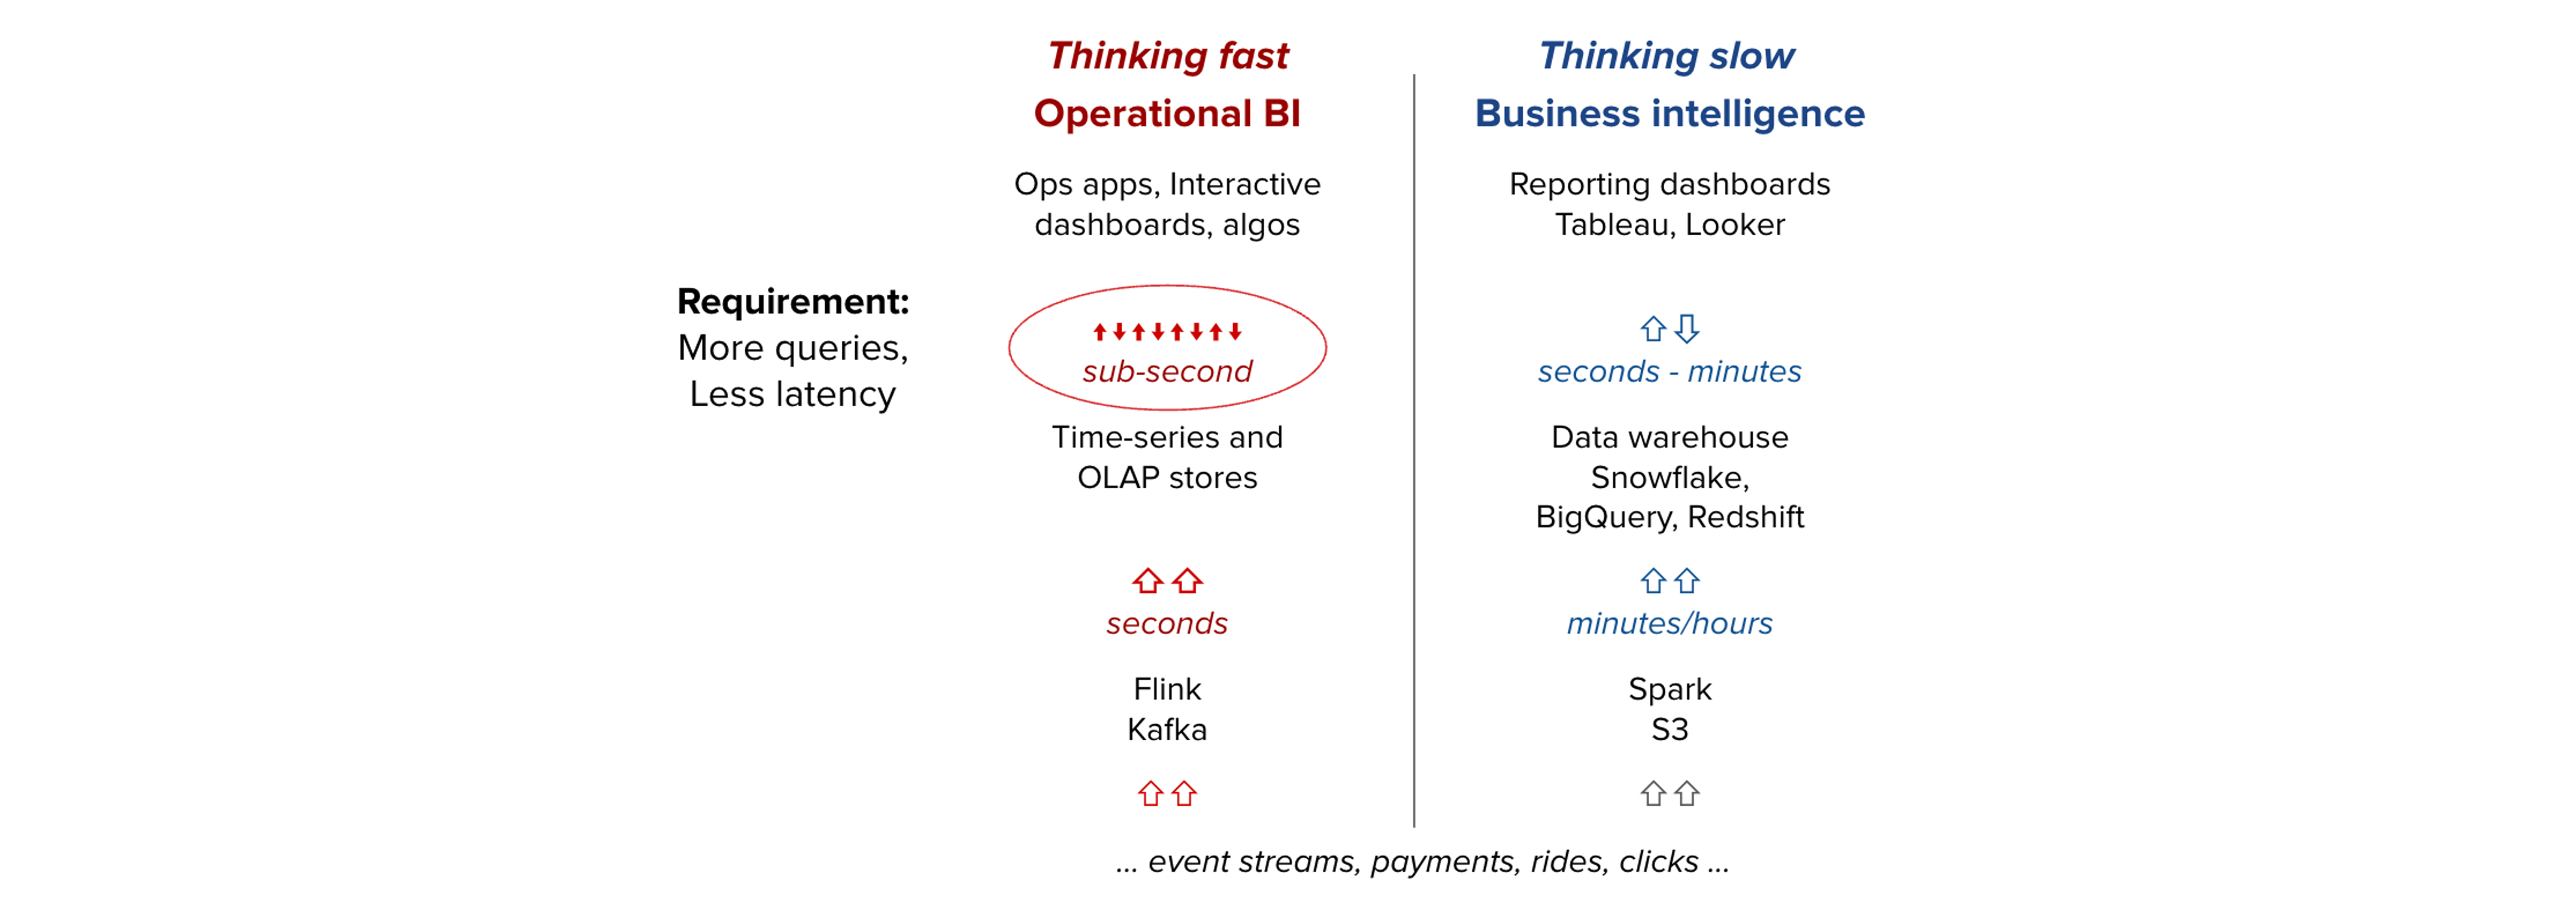 Thinking fast
Operational BI
Ops apps, Interactive
dashboards, algos
Requirement:
More queries,
Less latency
sub-second
Time-series and
OLAP stores
seconds
Flink
Kafka
Thinking slow
Business intelligence
Reporting dashboards
Tableau, Looker
seconds - minutes
Data warehouse
Snowflake,
BigQuery, Redshift
minutes/hours
Spark
S3
... event streams, payments, rides, clicks ...